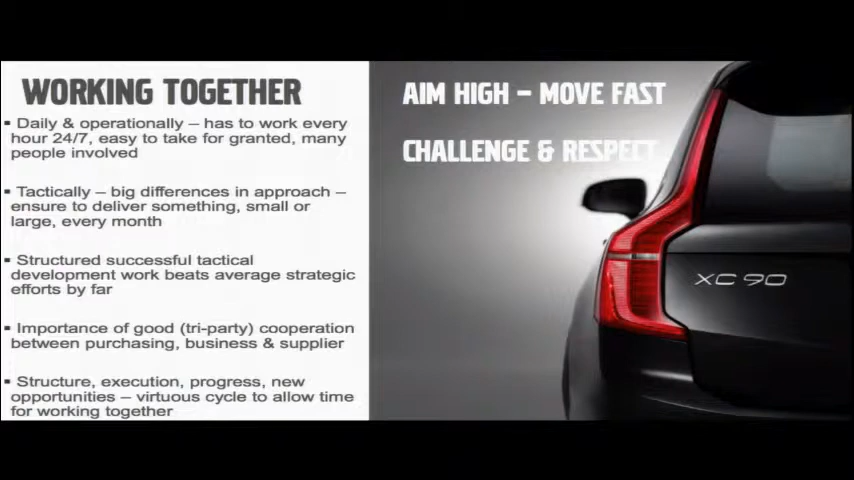 WORKING TOGETHER
▪ Daily & operationally – has to work every
hour 24/7, easy to take for granted, many
people involved
▪ Tactically – big differences in approach –
ensure to deliver something, small or
large, every month
▪ Structured successful tactical
development work beats average strategic
efforts by far
▪ Importance of good (tri-party) cooperation
between purchasing, business & supplier
▪ Structure, execution, progress, new
opportunities – virtuous cycle to allow time
for working together
AIM HIGH – MOVE FAST
CHALLENGE & RESPECT
XC 90